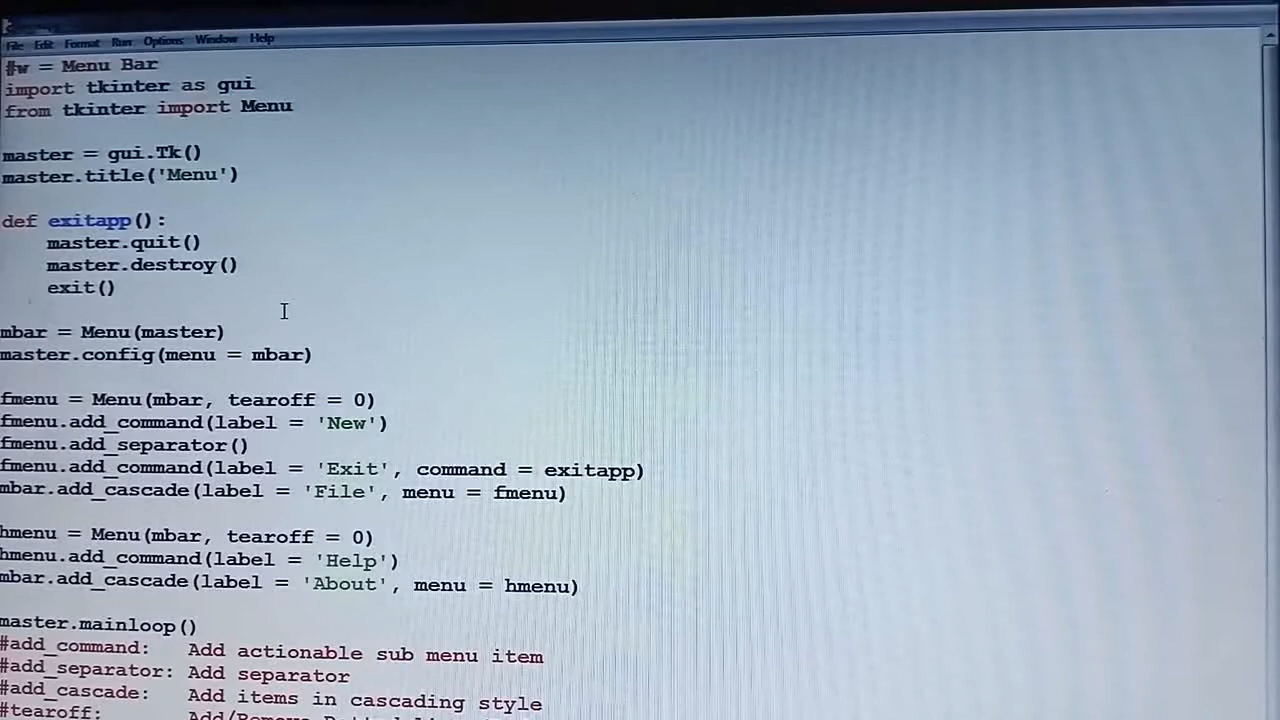 File Edit Format Run Options Window Help
#w = Menu Bar
import tkinter as gui
from tkinter import Menu
master = gui.Tk()
master.title('Menu')
def exitapp():
    master.quit()
    master.destroy()
    exit()
mbar = Menu(master)
master.config(menu = mbar)
fmenu = Menu(mbar, tearoff = 0)
fmenu.add_command(label = 'New')
fmenu.add_separator()
fmenu.add_command(label = 'Exit', command = exitapp)
mbar.add_cascade(label = 'File', menu = fmenu)
hmenu = Menu(mbar, tearoff = 0)
hmenu.add_command(label = 'Help')
mbar.add_cascade(label = 'About', menu = hmenu)
master.mainloop()
#add_command:   Add actionable sub menu item
#add_separator: Add separator
#add_cascade:   Add items in cascading style
#tearoff:       Add/Remove